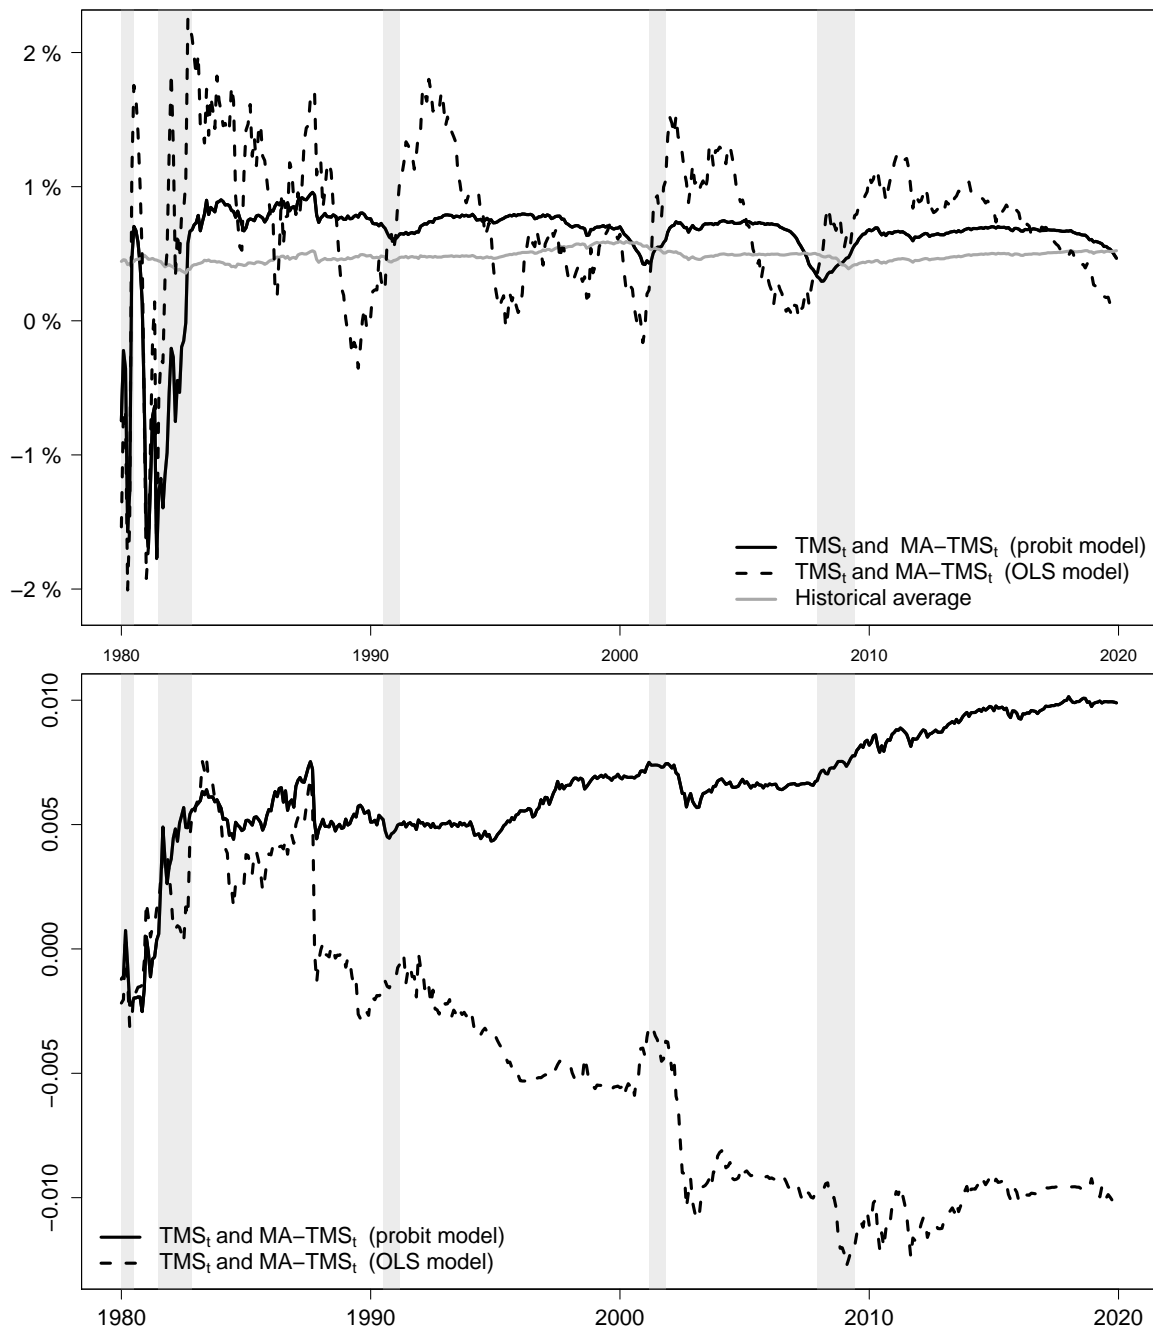 2 %
1 %
0 %
−1 %
−2 %
TMSt and MA−TMSt (probit model)
TMSt and MA−TMSt (OLS model)
Historical average
1980 1990 2000 2010 2020
0.010
0.005
0.000
−0.005
−0.010
TMSt and MA−TMSt (probit model)
TMSt and MA−TMSt (OLS model)
1980 1990 2000 2010 2020